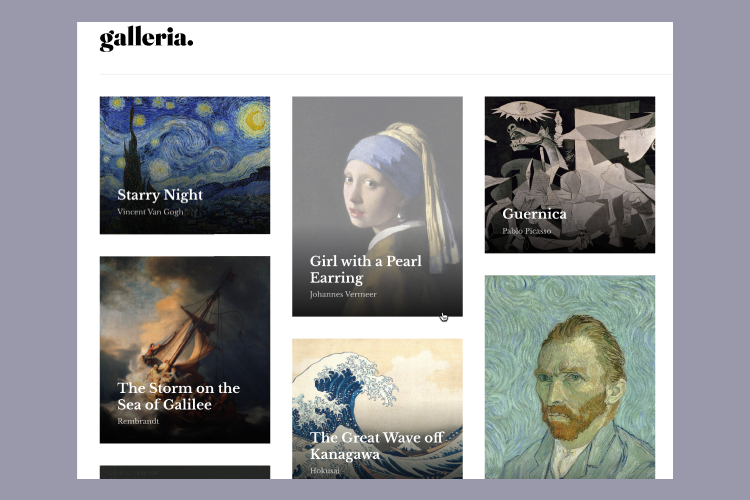 galleria.
Starry Night
Vincent Van Gogh
Girl with a Pearl
Earring
Johannes Vermeer
Guernica
Pablo Picasso
The Storm on the
Sea of Galilee
Rembrandt
The Great Wave off
Kanagawa
Hokusai